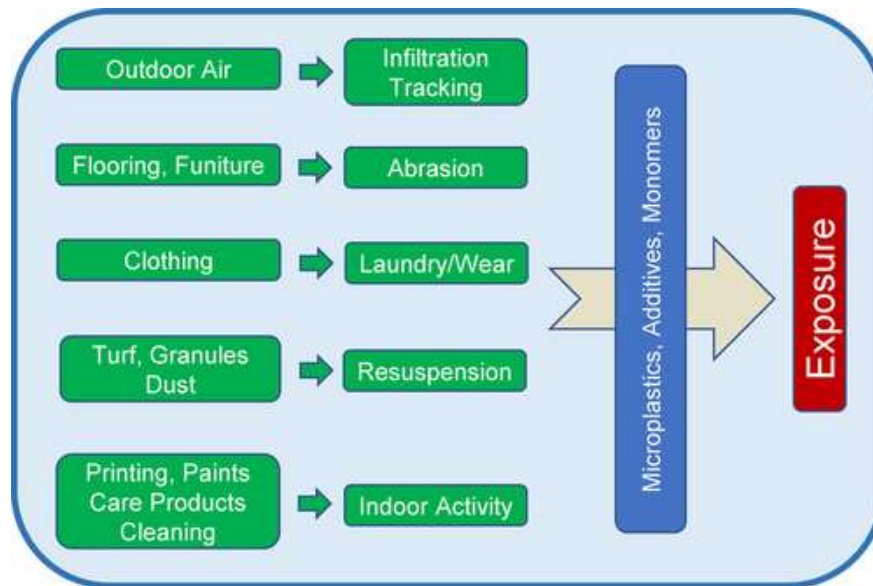 Outdoor Air
Infiltration
Tracking
Flooring, Funiture
Abrasion
Clothing
Laundry/Wear
Turf, Granules
Dust
Resuspension
Printing, Paints
Care Products
Cleaning
Indoor Activity
Microplastics, Additives, Monomers
Exposure